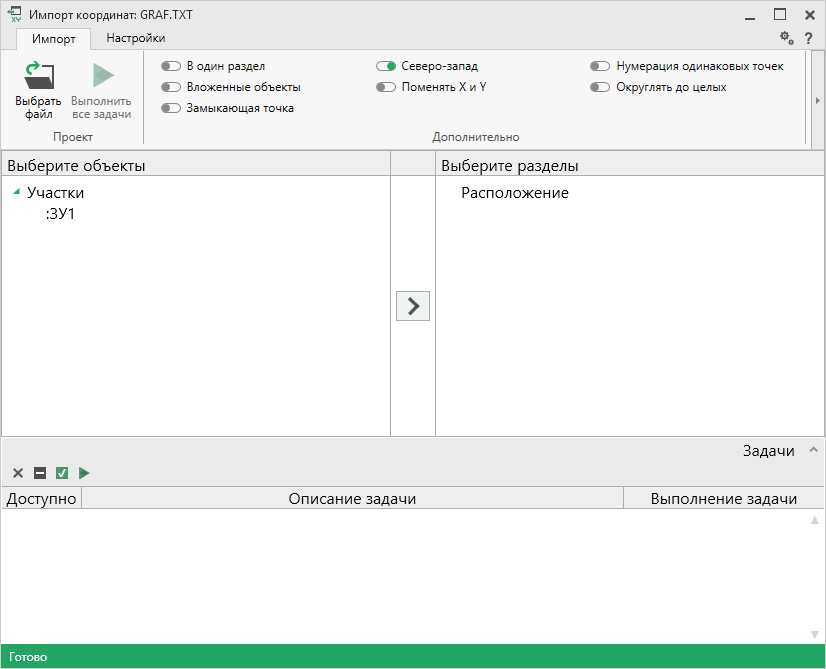 XY Импорт координат: GRAF.TXT
Импорт Настройки
?
В один раздел Северо-запад Нумерация одинаковых точек
Вложенные объекты Поменять X и Y Округлять до целых
Замыкающая точка
Выбрать Выполнить
файл все задачи
Проект Дополнительно
Выберите объекты Выберите разделы
Участки Расположение
:ЗУ1
Задачи
Доступно Описание задачи Выполнение задачи
Готово